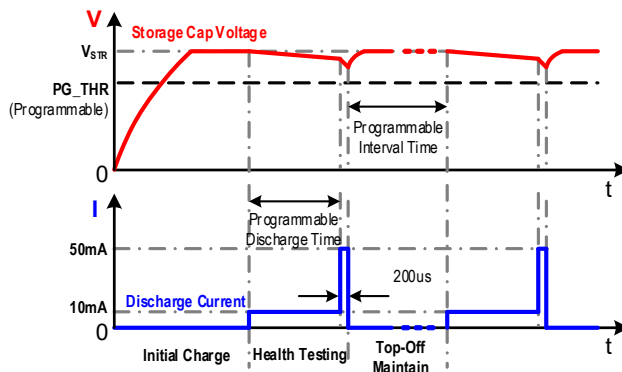 V
Storage Cap Voltage
VSTR
PG_THR
(Programmable)
Programmable
Interval Time
0
t
I
Programmable
Discharge Time
50mA
200us
10mA
Discharge Current
0
t
Initial Charge
Health Testing
Top-Off
Maintain